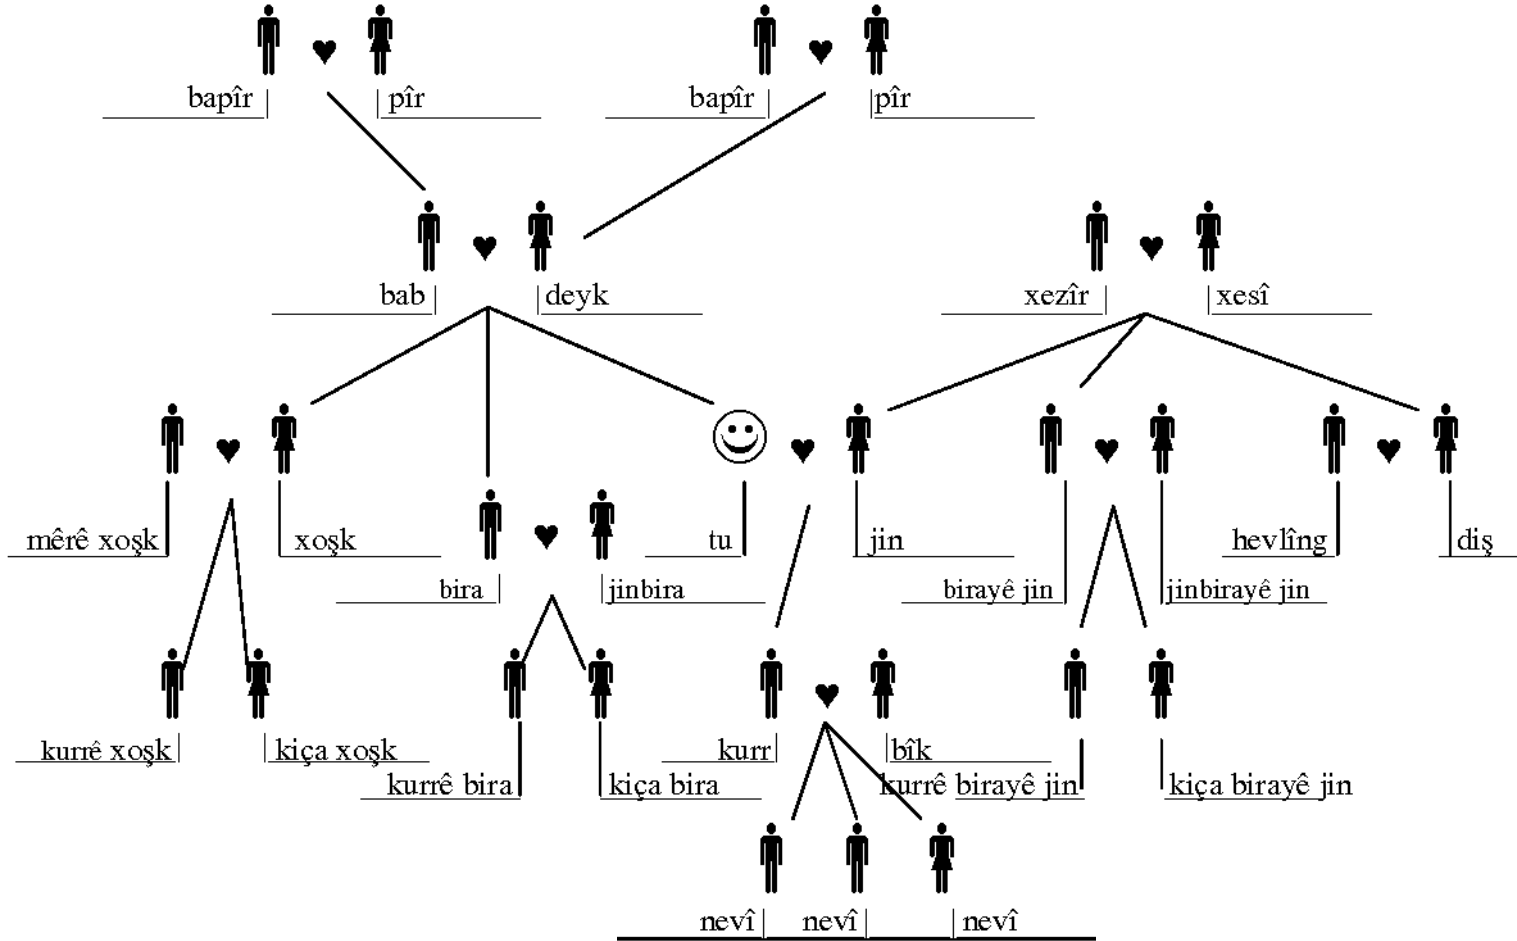 bapîr pîr bapîr pîr
bab deyk xezîr xesî
mêrê xoşk xoşk tu jin hevlîng diş
bira jinbira birayê jin jinbirayê jin
kurrê xoşk kiça xoşk kurr bîk
kurrê bira kiça bira kurrê birayê jin kiça birayê jin
nevî nevî nevî